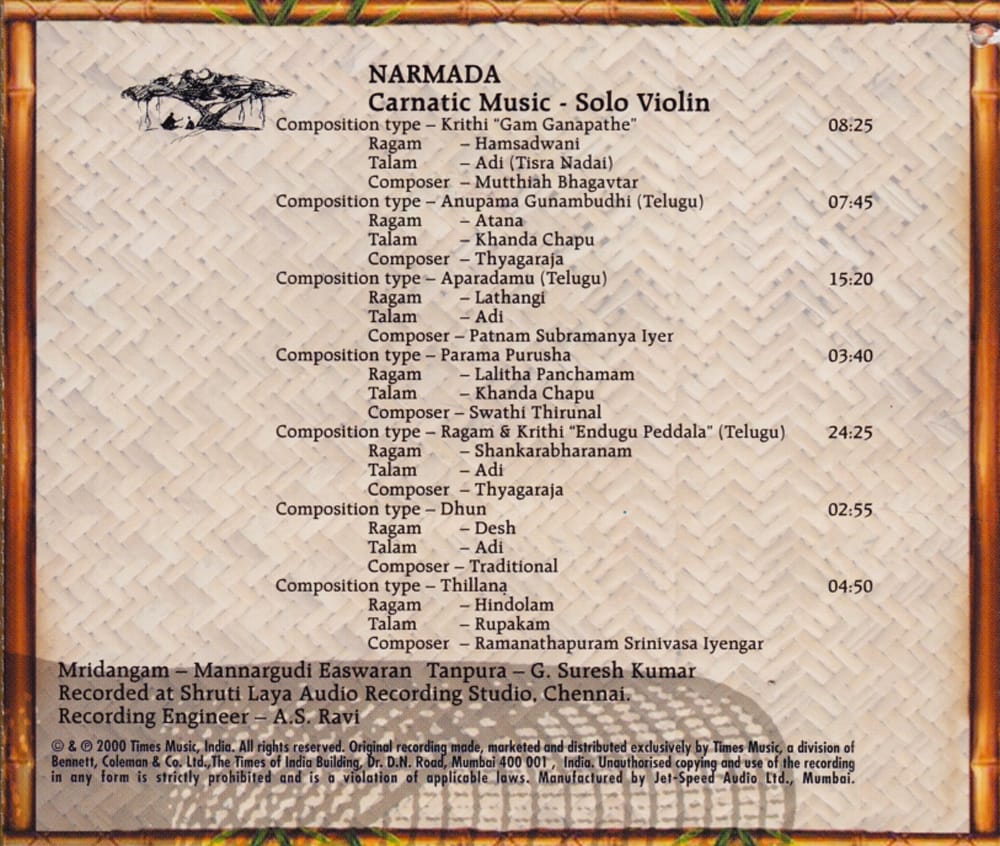 NARMADA
Carnatic Music - Solo Violin
Composition type – Krithi "Gam Ganapathe" 08:25
Ragam – Hamsadwani
Talam – Adi (Tisra Nadai)
Composer – Mutthiah Bhagavtar
Composition type – Anupama Gunambudhi (Telugu) 07:45
Ragam – Atana
Talam – Khanda Chapu
Composer – Thyagaraja
Composition type – Aparadamu (Telugu) 15:20
Ragam – Lathangi
Talam – Adi
Composer – Patnam Subramanya Iyer
Composition type – Parama Purusha 03:40
Ragam – Lalitha Panchamam
Talam – Khanda Chapu
Composer – Swathi Thirunal
Composition type – Ragam & Krithi "Endugu Peddala" (Telugu) 24:25
Ragam – Shankarabharanam
Talam – Adi
Composer – Thyagaraja
Composition type – Dhun 02:55
Ragam – Desh
Talam – Adi
Composer – Traditional
Composition type – Thillana 04:50
Ragam – Hindolam
Talam – Rupakam
Composer – Ramanathapuram Srinivasa Iyengar
Mridangam – Mannargudi Easwaran Tanpura – G. Suresh Kumar
Recorded at Shruti Laya Audio Recording Studio, Chennai.
Recording Engineer – A.S. Ravi
© & ℗ 2000 Times Music, India. All rights reserved. Original recording made, marketed and distributed exclusively by Times Music, a division of
Bennett, Coleman & Co. Ltd.,The Times of India Building, Dr. D.N. Road, Mumbai 400 001 , India. Unauthorised copying and use of the recording
in any form is strictly prohibited and is a violation of applicable laws. Manufactured by Jet-Speed Audio Ltd., Mumbai.